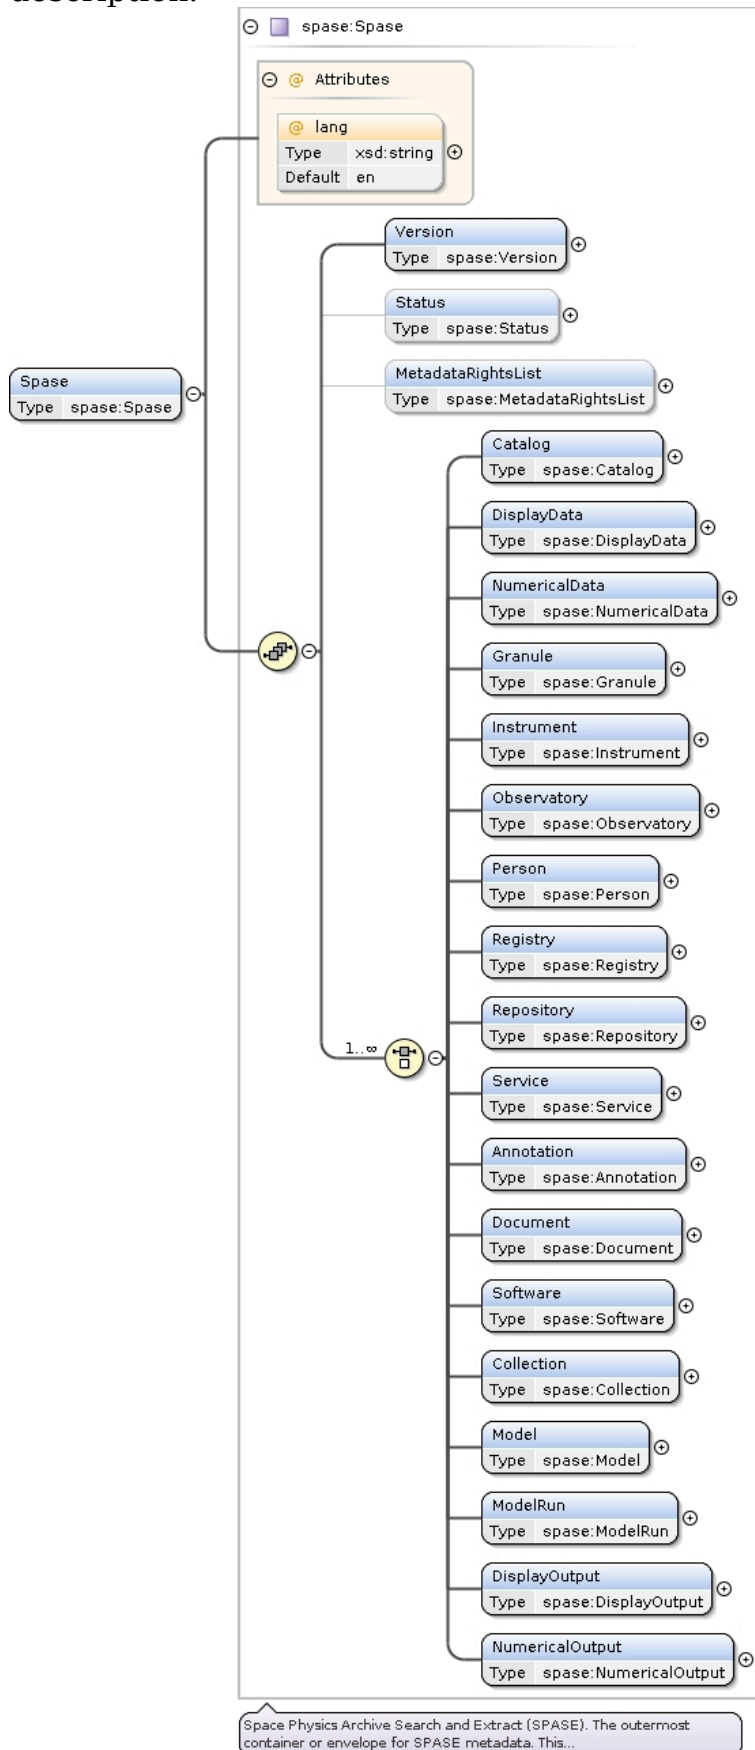 description.
spase:Spase
@ Attributes
@ lang
Type xsd:string
Default en
Version
Type spase:Version
Status
Type spase:Status
Spase
Type spase:Spase
MetadataRightsList
Type spase:MetadataRightsList
Catalog
Type spase:Catalog
DisplayData
Type spase:DisplayData
NumericalData
Type spase:NumericalData
Granule
Type spase:Granule
Instrument
Type spase:Instrument
Observatory
Type spase:Observatory
Person
Type spase:Person
Registry
Type spase:Registry
Repository
Type spase:Repository
1..∞
Service
Type spase:Service
Annotation
Type spase:Annotation
Document
Type spase:Document
Software
Type spase:Software
Collection
Type spase:Collection
Model
Type spase:Model
ModelRun
Type spase:ModelRun
DisplayOutput
Type spase:DisplayOutput
NumericalOutput
Type spase:NumericalOutput
Space Physics Archive Search and Extract (SPASE). The outermost
container or envelope for SPASE metadata. This...